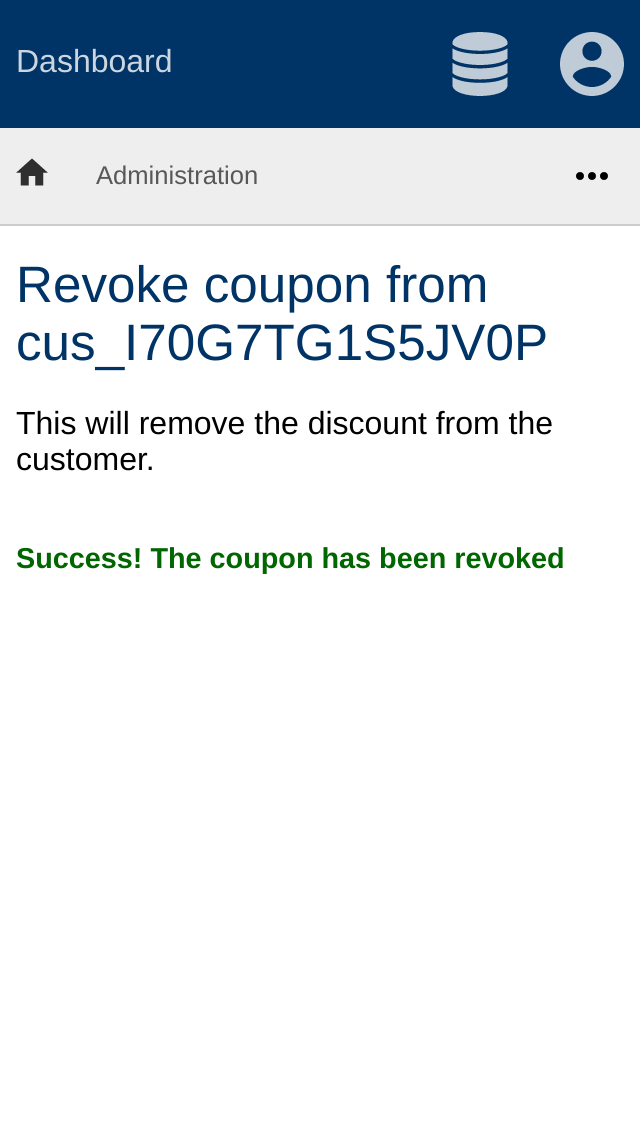 Dashboard
Administration
Revoke coupon from
cus_I70G7TG1S5JV0P
This will remove the discount from the
customer.
Success! The coupon has been revoked